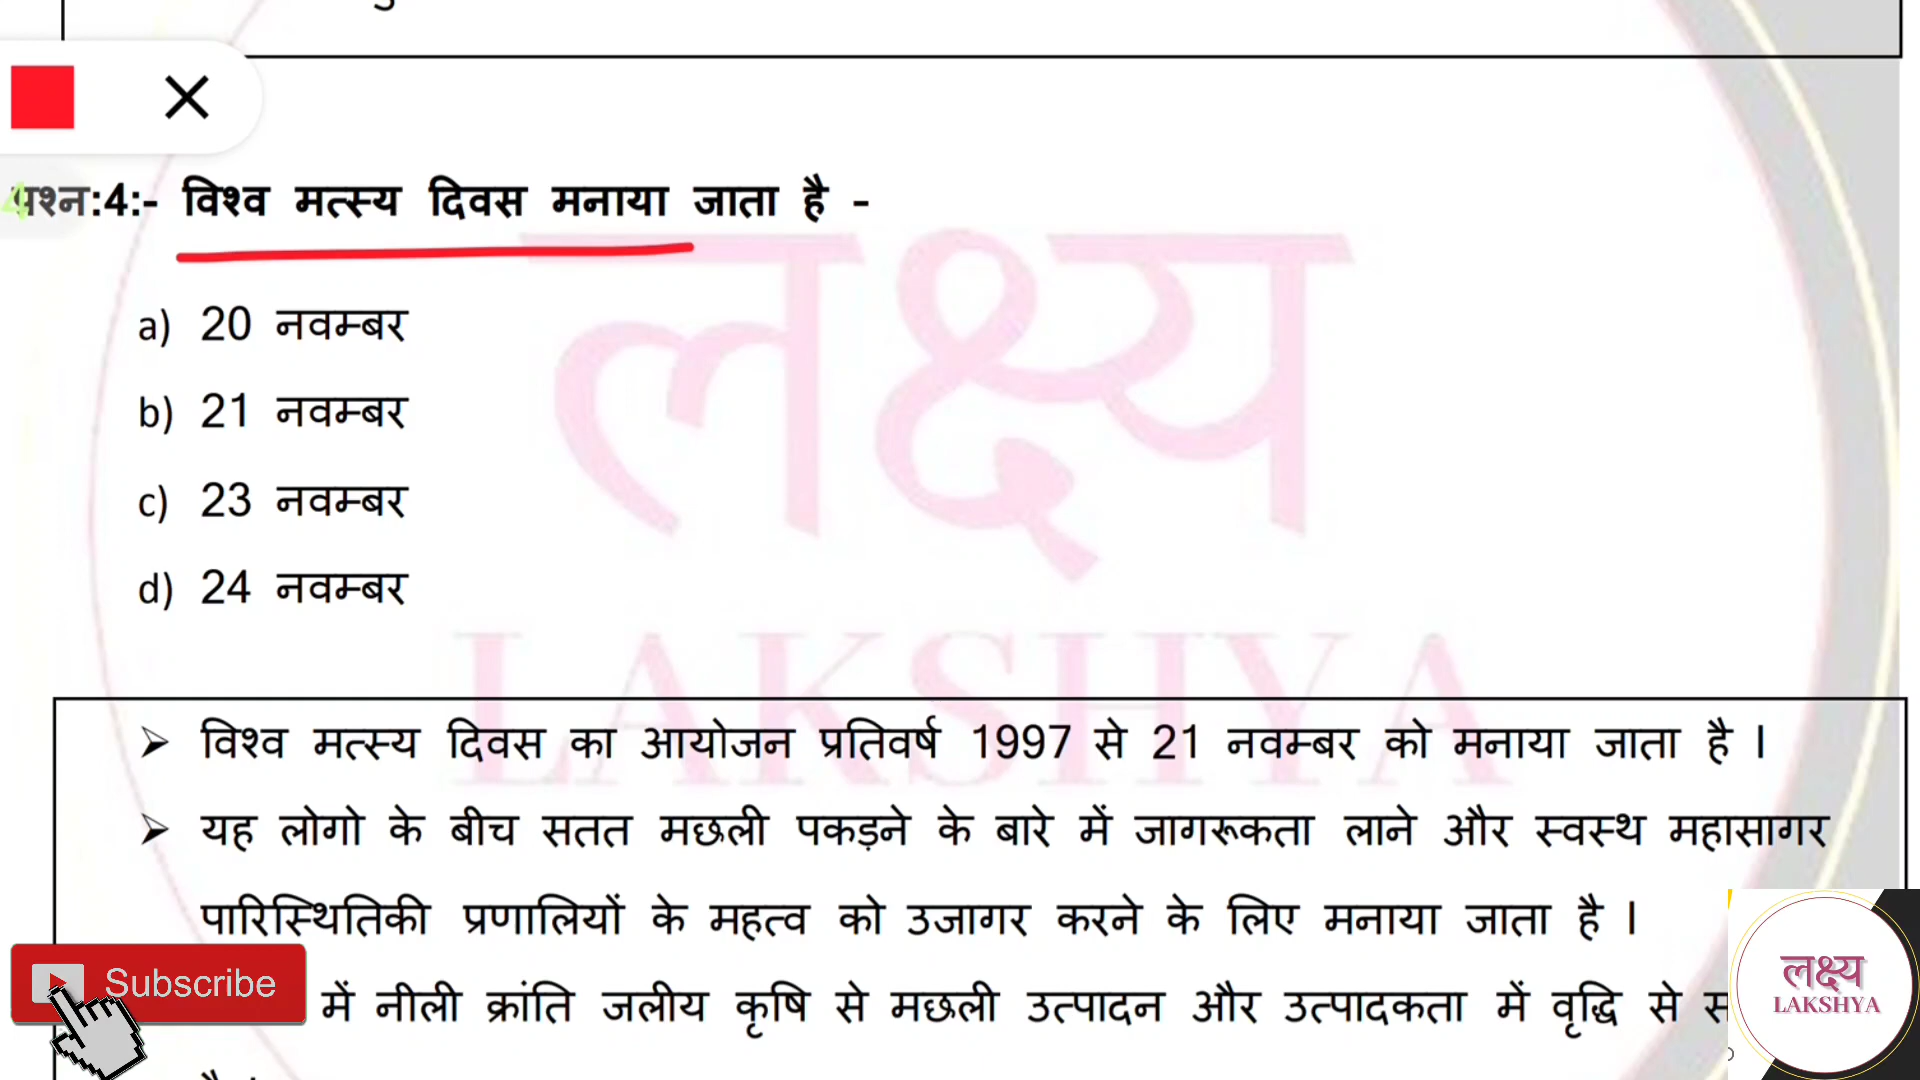 प्रश्न:4:- विश्व मत्स्य दिवस मनाया जाता है -
a) 20 नवम्बर
b) 21 नवम्बर
c) 23 नवम्बर
d) 24 नवम्बर
लक्ष्य
LAKSHYA
➢ विश्व मत्स्य दिवस का आयोजन प्रतिवर्ष 1997 से 21 नवम्बर को मनाया जाता है ।
➢ यह लोगो के बीच सतत मछली पकड़ने के बारे में जागरूकता लाने और स्वस्थ महासागर
पारिस्थितिकी प्रणालियों के महत्व को उजागर करने के लिए मनाया जाता है ।
में नीली क्रांति जलीय कृषि से मछली उत्पादन और उत्पादकता में वृद्धि से
Subscribe
लक्ष्य
LAKSHYA